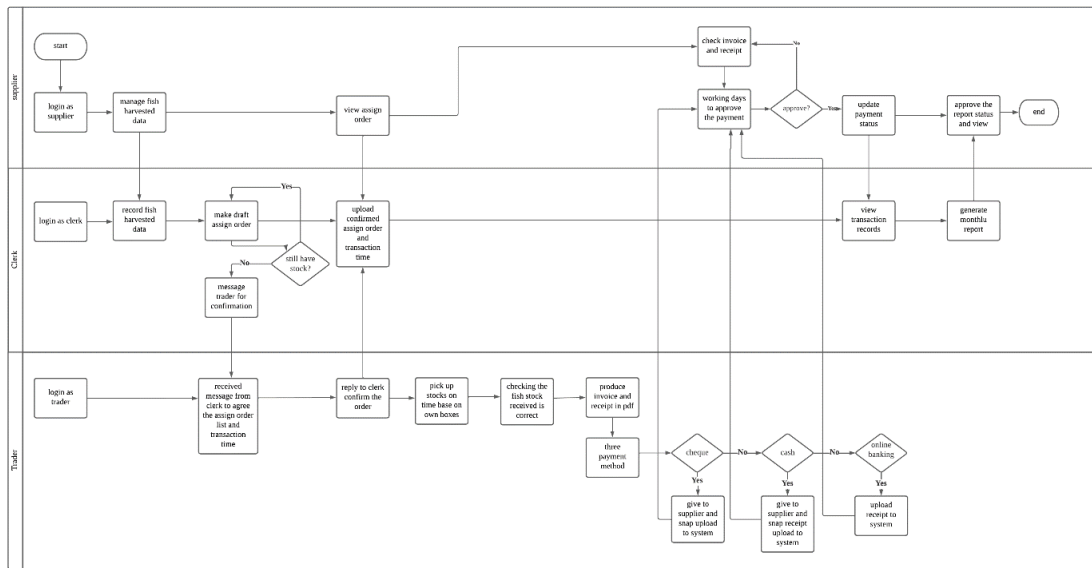 supplier
start
login as
supplier
manage fish
harvested
data
view assign
order
check invoice
and receipt
No
working days
to approve
the payment
approve?
Yes
update
payment
status
approve the
report status
and view
end
Clerk
login as clerk
record fish
harvested
data
make draft
assign order
Yes
still have
stuck?
No
message
trader for
confirmation
upload
confirmed
assign order
and
transaction
time
view
transaction
records
generate
monthlu
report
Trader
login as
trader
received
message from
clerk to agree
the assign order
list and
transaction
time
reply to clerk
confirm the
order
pick up
stocks on
time base on
own boxes
checking the
fish stock
received is
correct
produce
invoice and
receipt in pdf
three
payment
method
cheque
No
cash
No
online
banking
Yes
Yes
Yes
give to
supplier and
snap upload
to system
give to
supplier and
snap receipt
upload to
system
upload
receipt to
system